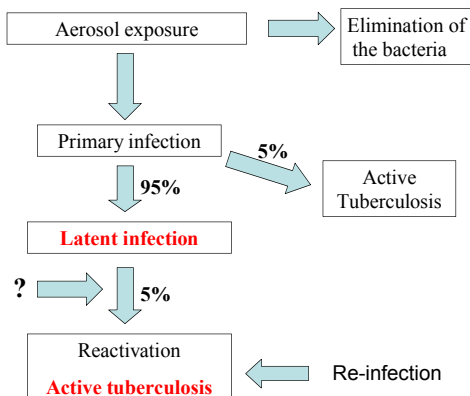 Aerosol exposure
Elimination of
the bacteria
Primary infection
5%
Active
Tuberculosis
95%
Latent infection
?
5%
Reactivation
Active tuberculosis
Re-infection